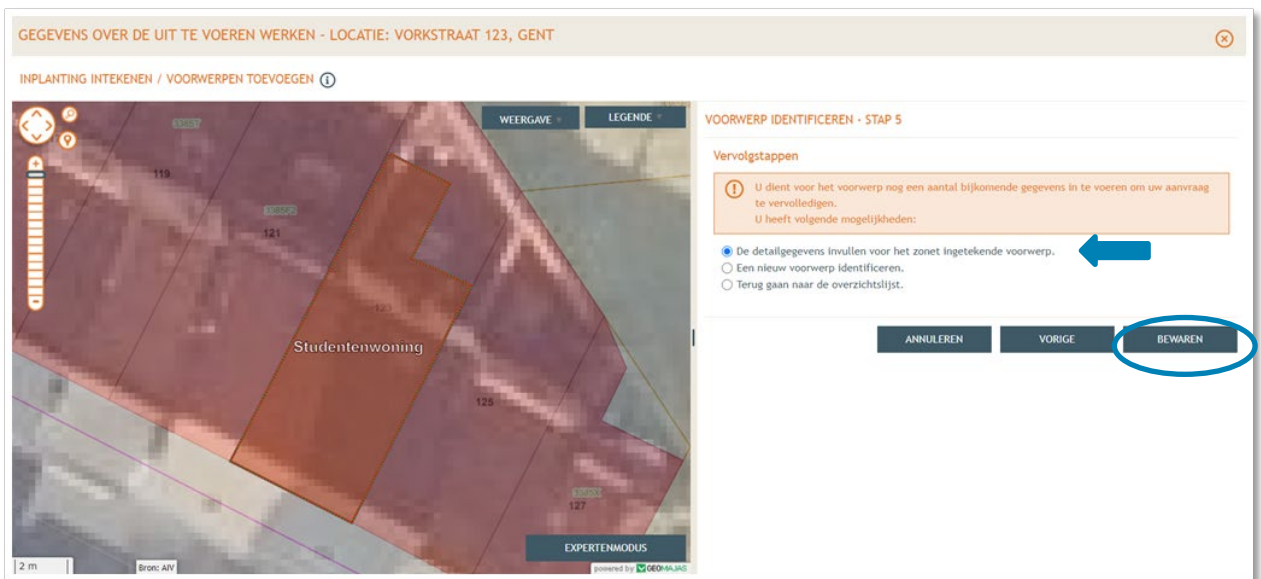 GEGEVENS OVER DE UIT TE VOEREN WERKEN - LOCATIE: VORKSTRAAT 123, GENT
INPLANTING INTEKENEN / VOORWERPEN TOEVOEGEN
WEERGAVE
LEGENDE
119
121
123
Studentenwoning
125
127
EXPERTENMODUS
2 m
Bron: AIV
powered by GEOMAJAS
VOORWERP IDENTIFICEREN - STAP 5
Vervolgstappen
U dient voor het voorwerp nog een aantal bijkomende gegevens in te voeren om uw aanvraag
te vervolledigen.
U heeft volgende mogelijkheden:
De detailgegevens invullen voor het zonet ingetekende voorwerp.
Een nieuw voorwerp identificeren.
Terug gaan naar de overzichtslijst.
ANNULEREN
VORIGE
BEWAREN